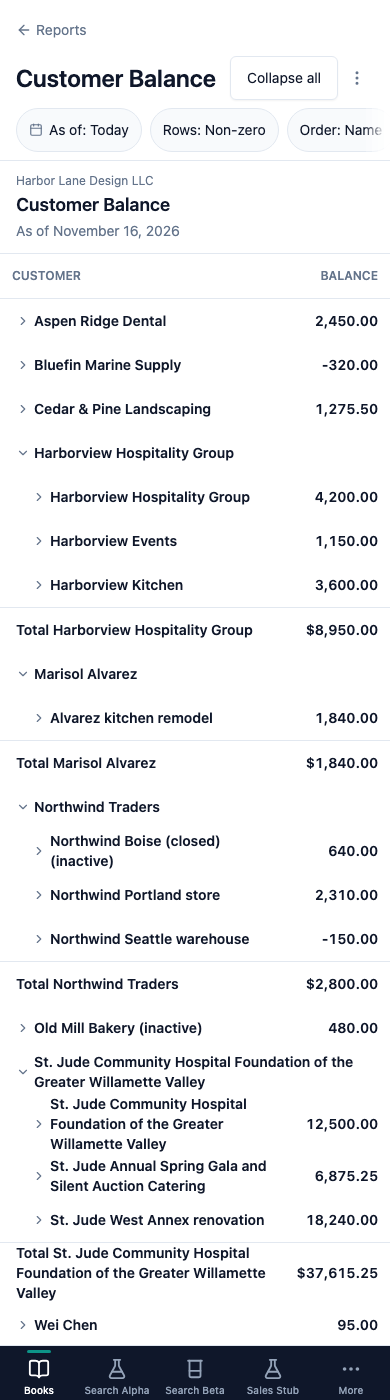 Reports
Customer Balance
Collapse all
As of: Today
Rows: Non-zero
Order: Name
Harbor Lane Design LLC
Customer Balance
As of November 16, 2026
CUSTOMER BALANCE
Aspen Ridge Dental 2,450.00
Bluefin Marine Supply -320.00
Cedar & Pine Landscaping 1,275.50
Harborview Hospitality Group
Harborview Hospitality Group 4,200.00
Harborview Events 1,150.00
Harborview Kitchen 3,600.00
Total Harborview Hospitality Group $8,950.00
Marisol Alvarez
Alvarez kitchen remodel 1,840.00
Total Marisol Alvarez $1,840.00
Northwind Traders
Northwind Boise (closed)
(inactive) 640.00
Northwind Portland store 2,310.00
Northwind Seattle warehouse -150.00
Total Northwind Traders $2,800.00
Old Mill Bakery (inactive) 480.00
St. Jude Community Hospital Foundation of the
Greater Willamette Valley
St. Jude Community Hospital
Foundation of the Greater 12,500.00
Willamette Valley
St. Jude Annual Spring Gala and
Silent Auction Catering 6,875.25
St. Jude West Annex renovation 18,240.00
Total St. Jude Community Hospital
Foundation of the Greater Willamette $37,615.25
Valley
Wei Chen 95.00
Books
Search Alpha
Search Beta
Sales Stub
More